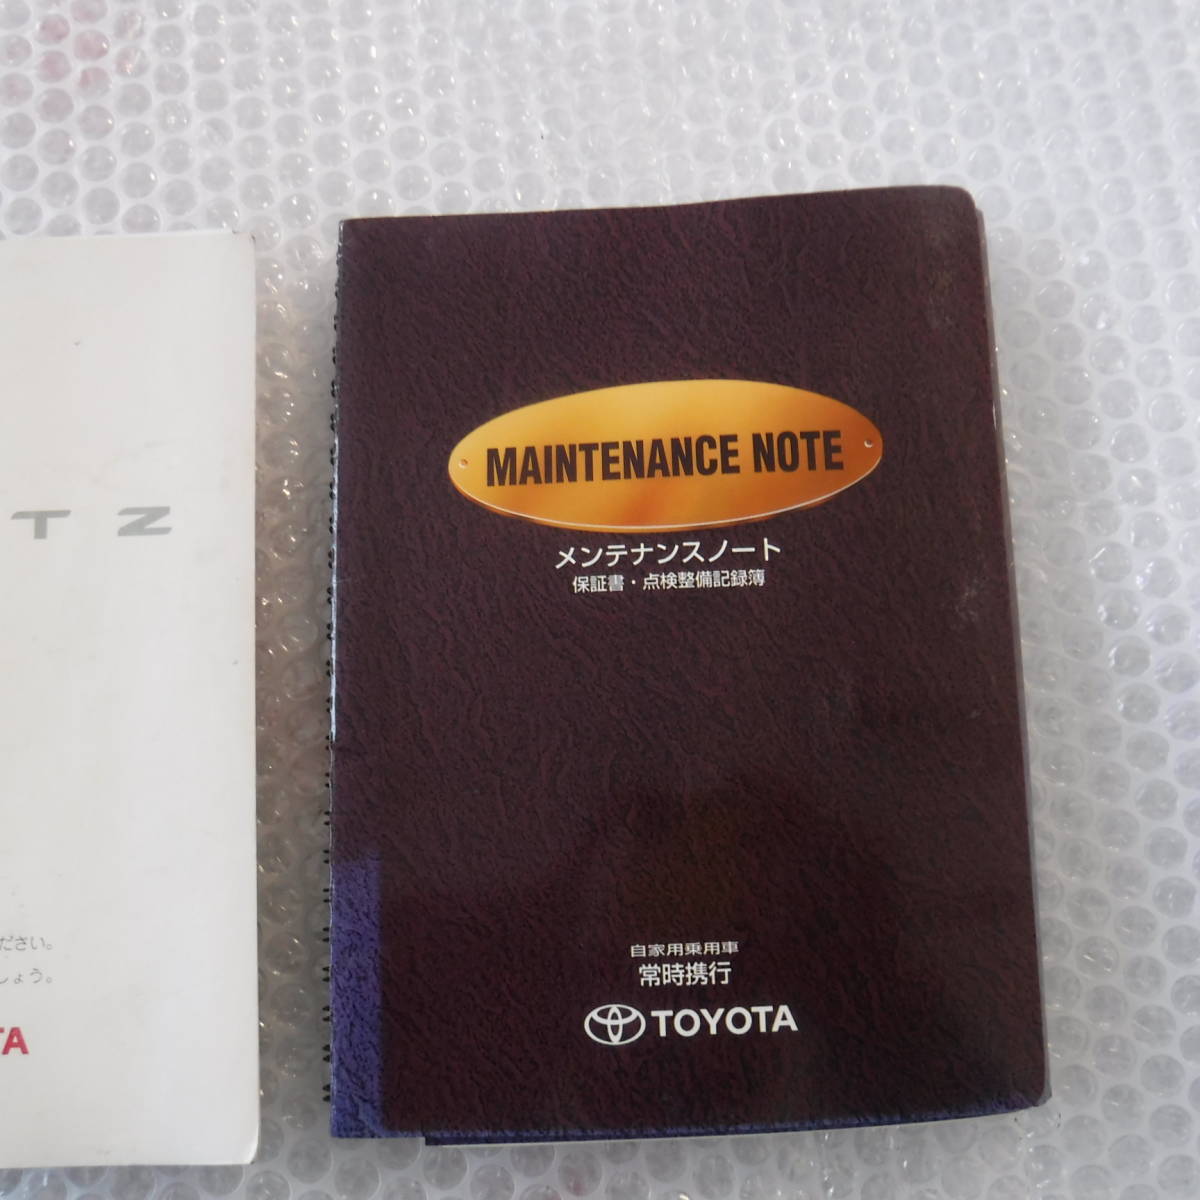 TZ
ださい。
しょう。
TA
MAINTENANCE NOTE
メンテナンスノート
保証書・点検整備記録簿
自家用乗用車
常時携行
TOYOTA